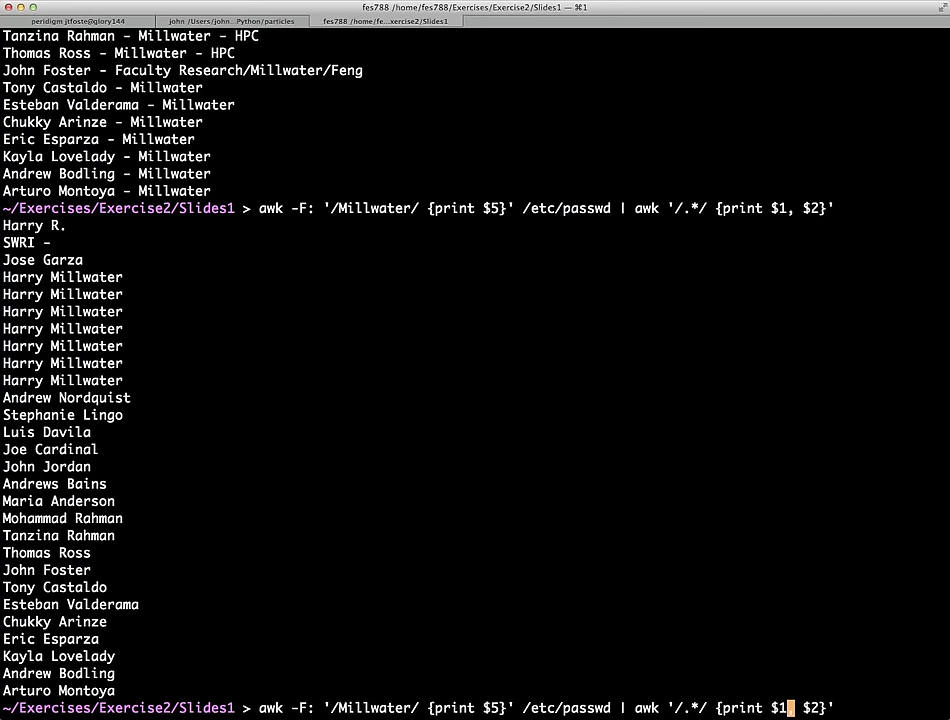 fes788 /home/fes788/Exercises/Exercise2/Slides1 — ⌘1
peridigm jtfoste@glory144
john /Users/john...Python/particles
fes788 /home/fe...xercise2/Slides1
Tanzina Rahman - Millwater - HPC
Thomas Ross - Millwater - HPC
John Foster - Faculty Research/Millwater/Feng
Tony Castaldo - Millwater
Esteban Valderama - Millwater
Chukky Arinze - Millwater
Eric Esparza - Millwater
Kayla Lovelady - Millwater
Andrew Bodling - Millwater
Arturo Montoya - Millwater
~/Exercises/Exercise2/Slides1 > awk -F: '/Millwater/ {print $5}' /etc/passwd | awk '/.*/ {print $1, $2}'
Harry R.
SWRI -
Jose Garza
Harry Millwater
Harry Millwater
Harry Millwater
Harry Millwater
Harry Millwater
Harry Millwater
Harry Millwater
Andrew Nordquist
Stephanie Lingo
Luis Davila
Joe Cardinal
John Jordan
Andrews Bains
Maria Anderson
Mohammad Rahman
Tanzina Rahman
Thomas Ross
John Foster
Tony Castaldo
Esteban Valderama
Chukky Arinze
Eric Esparza
Kayla Lovelady
Andrew Bodling
Arturo Montoya
~/Exercises/Exercise2/Slides1 > awk -F: '/Millwater/ {print $5}' /etc/passwd | awk '/.*/ {print $1, $2}'